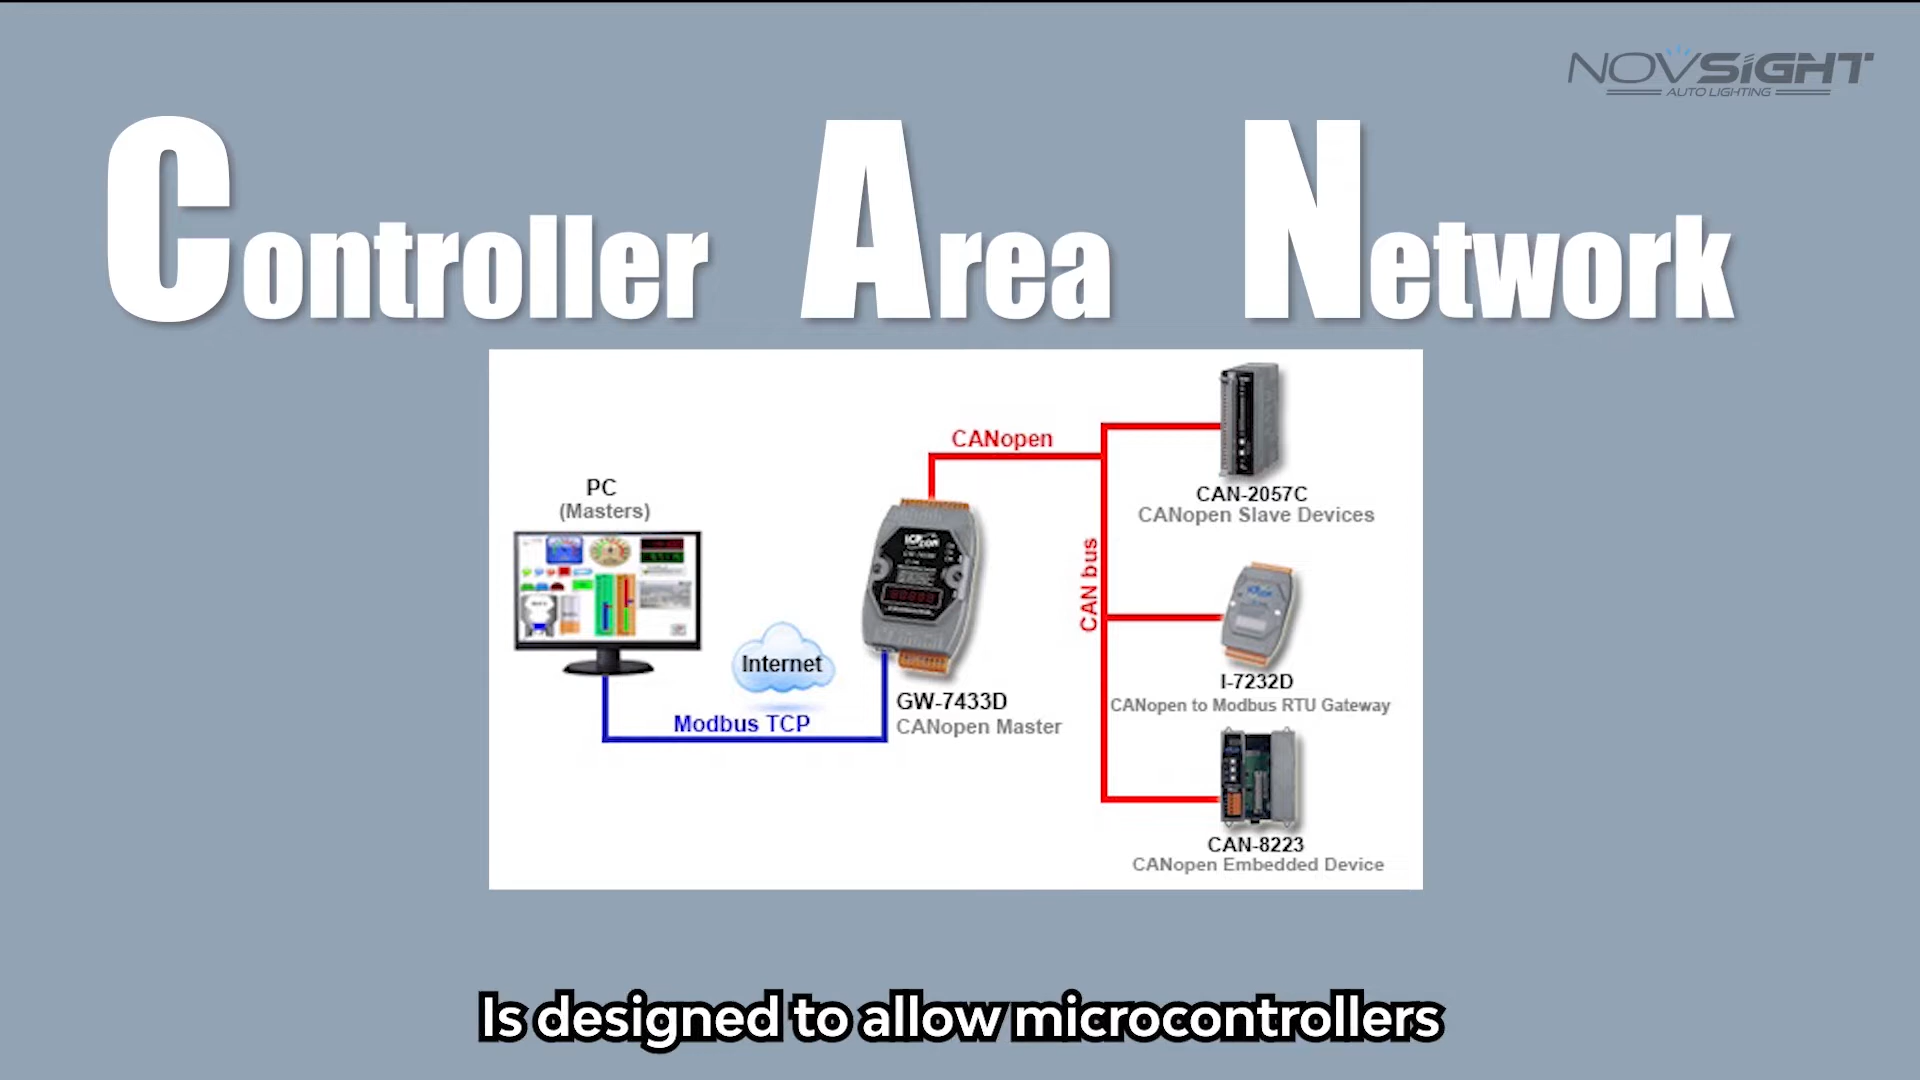 NOVSIGHT
AUTO LIGHTING
Controller Area Network
CANopen
PC
(Masters)
CAN-2057C
CANopen Slave Devices
CAN bus
Internet
Modbus TCP
GW-7433D
CANopen Master
I-7232D
CANopen to Modbus RTU Gateway
CAN-8223
CANopen Embedded Device
Is designed to allow microcontrollers